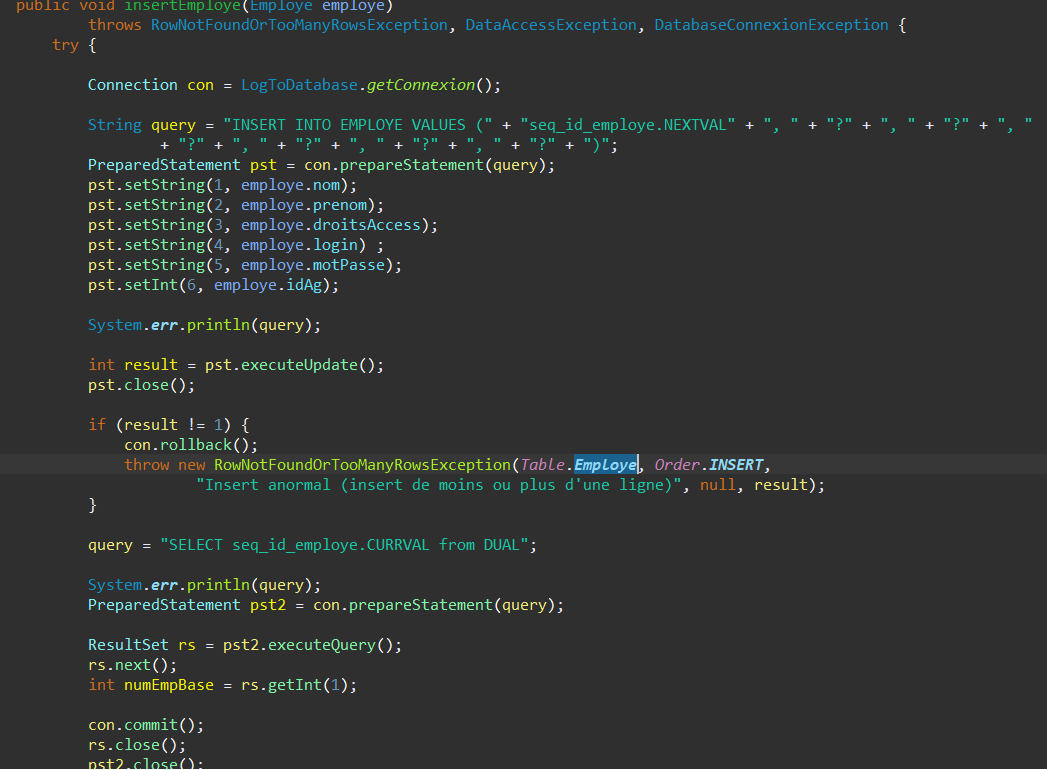 public void insertEmploye(Employe employe)
throws RowNotFoundOrTooManyRowsException, DataAccessException, DatabaseConnexionException {
try {
Connection con = LogToDatabase.getConnexion();
String query = "INSERT INTO EMPLOYE VALUES (" + "seq_id_employe.NEXTVAL" + ", " + "?" + ", " + "?" + ", "
+ "?" + ", " + "?" + ", " + "?" + ", " + "?" + ")";
PreparedStatement pst = con.prepareStatement(query);
pst.setString(1, employe.nom);
pst.setString(2, employe.prenom);
pst.setString(3, employe.droitsAccess);
pst.setString(4, employe.login) ;
pst.setString(5, employe.motPasse);
pst.setInt(6, employe.idAg);
System.err.println(query);
int result = pst.executeUpdate();
pst.close();
if (result != 1) {
con.rollback();
throw new RowNotFoundOrTooManyRowsException(Table.Employe, Order.INSERT,
"Insert anormal (insert de moins ou plus d'une ligne)", null, result);
}
query = "SELECT seq_id_employe.CURRVAL from DUAL";
System.err.println(query);
PreparedStatement pst2 = con.prepareStatement(query);
ResultSet rs = pst2.executeQuery();
rs.next();
int numEmpBase = rs.getInt(1);
con.commit();
rs.close();
pst2.close();